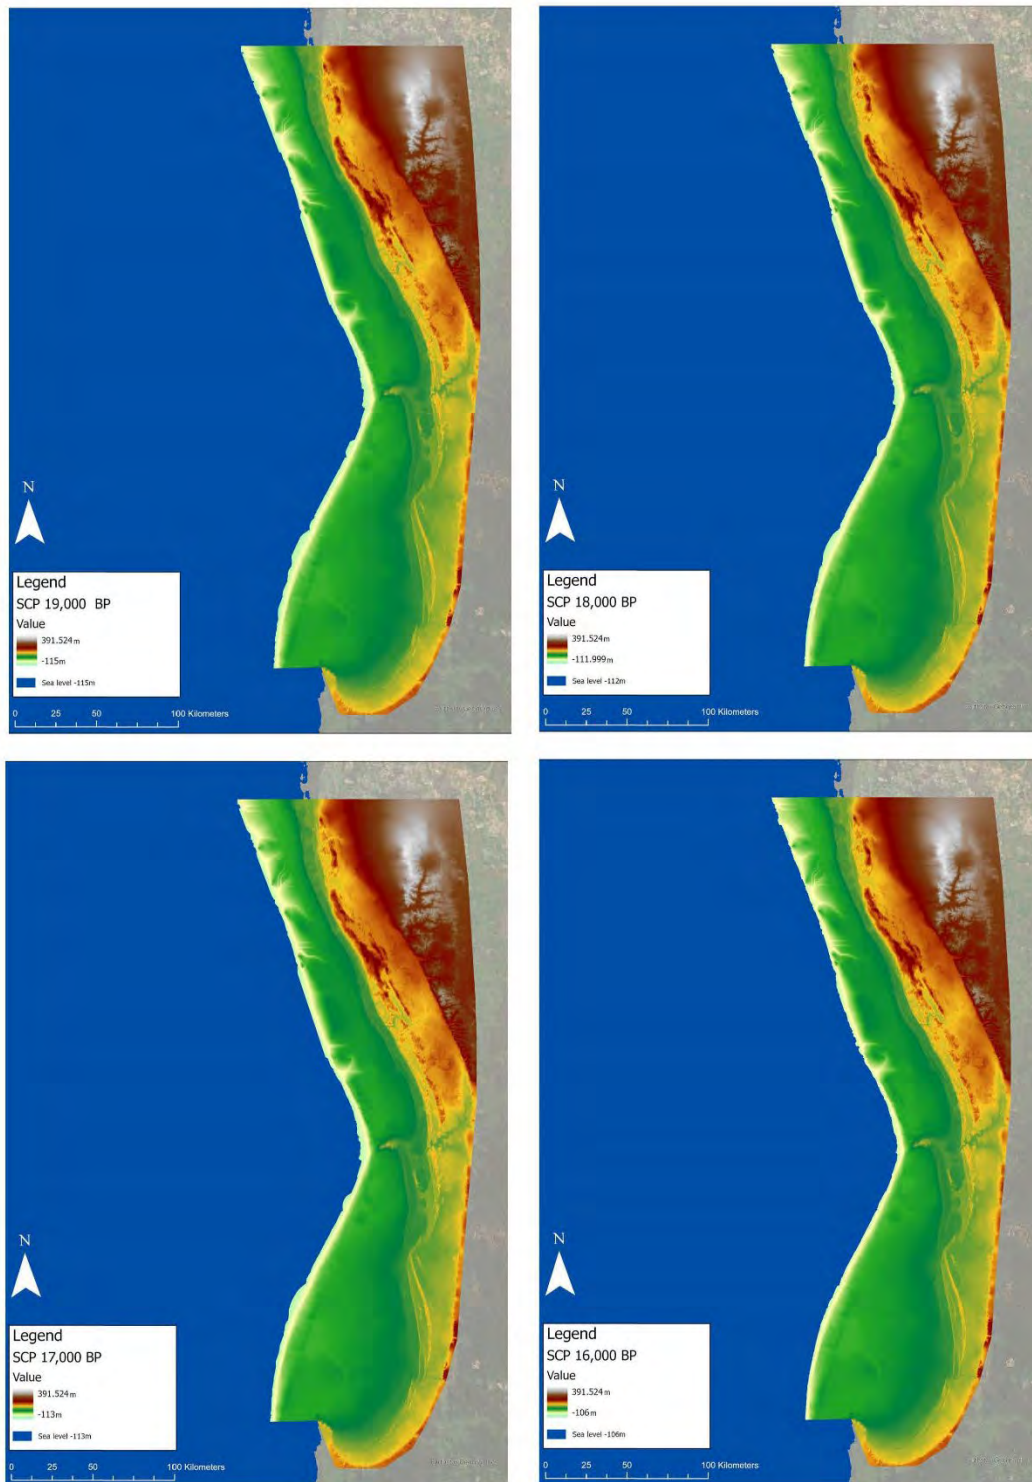 N
Legend
SCP 19,000 BP
Value
391.524m
-115m
Sea level -115m
0 25 50 100 Kilometers
N
Legend
SCP 18,000 BP
Value
391.524m
-111.999m
Sea level -112m
0 25 50 100 Kilometers
N
Legend
SCP 17,000 BP
Value
391.524m
-113m
Sea level -113m
0 25 50 100 Kilometers
N
Legend
SCP 16,000 BP
Value
391.524m
-106m
Sea level -106m
0 25 50 100 Kilometers